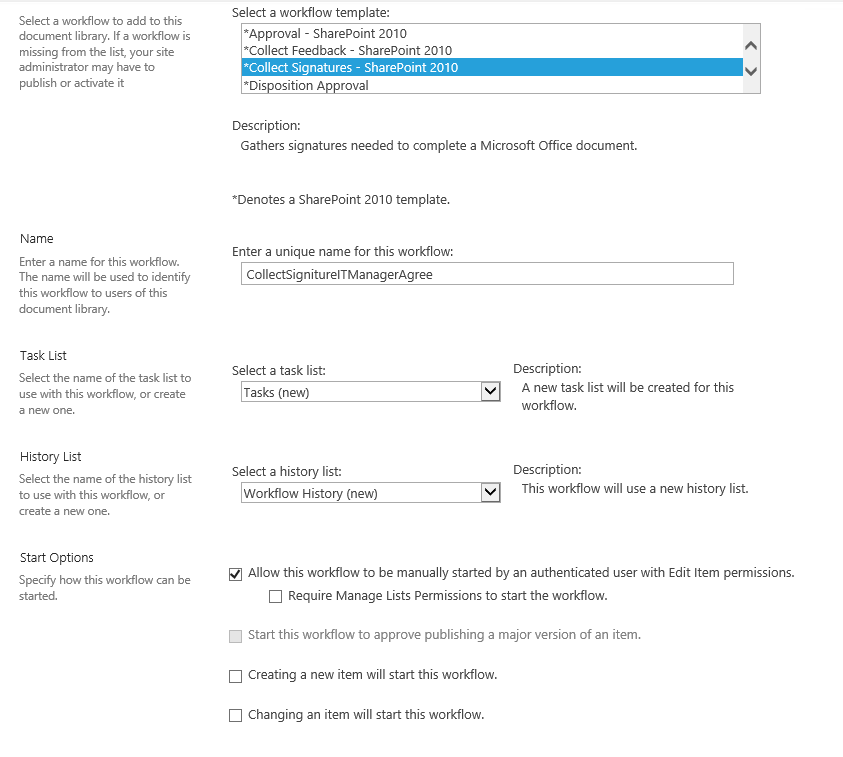 Select a workflow to add to this
document library. If a workflow is
missing from the list, your site
administrator may have to
publish or activate it
Select a workflow template:
*Approval - SharePoint 2010
*Collect Feedback - SharePoint 2010
*Collect Signatures - SharePoint 2010
*Disposition Approval
Description:
Gathers signatures needed to complete a Microsoft Office document.
*Denotes a SharePoint 2010 template.
Name
Enter a name for this workflow.
The name will be used to identify
this workflow to users of this
document library.
Enter a unique name for this workflow:
CollectSignitureITManagerAgree
Task List
Select the name of the task list to
use with this workflow, or create
a new one.
Select a task list:
Tasks (new)
Description:
A new task list will be created for this
workflow.
History List
Select the name of the history list
to use with this workflow, or
create a new one.
Select a history list:
Workflow History (new)
Description:
This workflow will use a new history list.
Start Options
Specify how this workflow can be
started.
Allow this workflow to be manually started by an authenticated user with Edit Item permissions.
Require Manage Lists Permissions to start the workflow.
Start this workflow to approve publishing a major version of an item.
Creating a new item will start this workflow.
Changing an item will start this workflow.